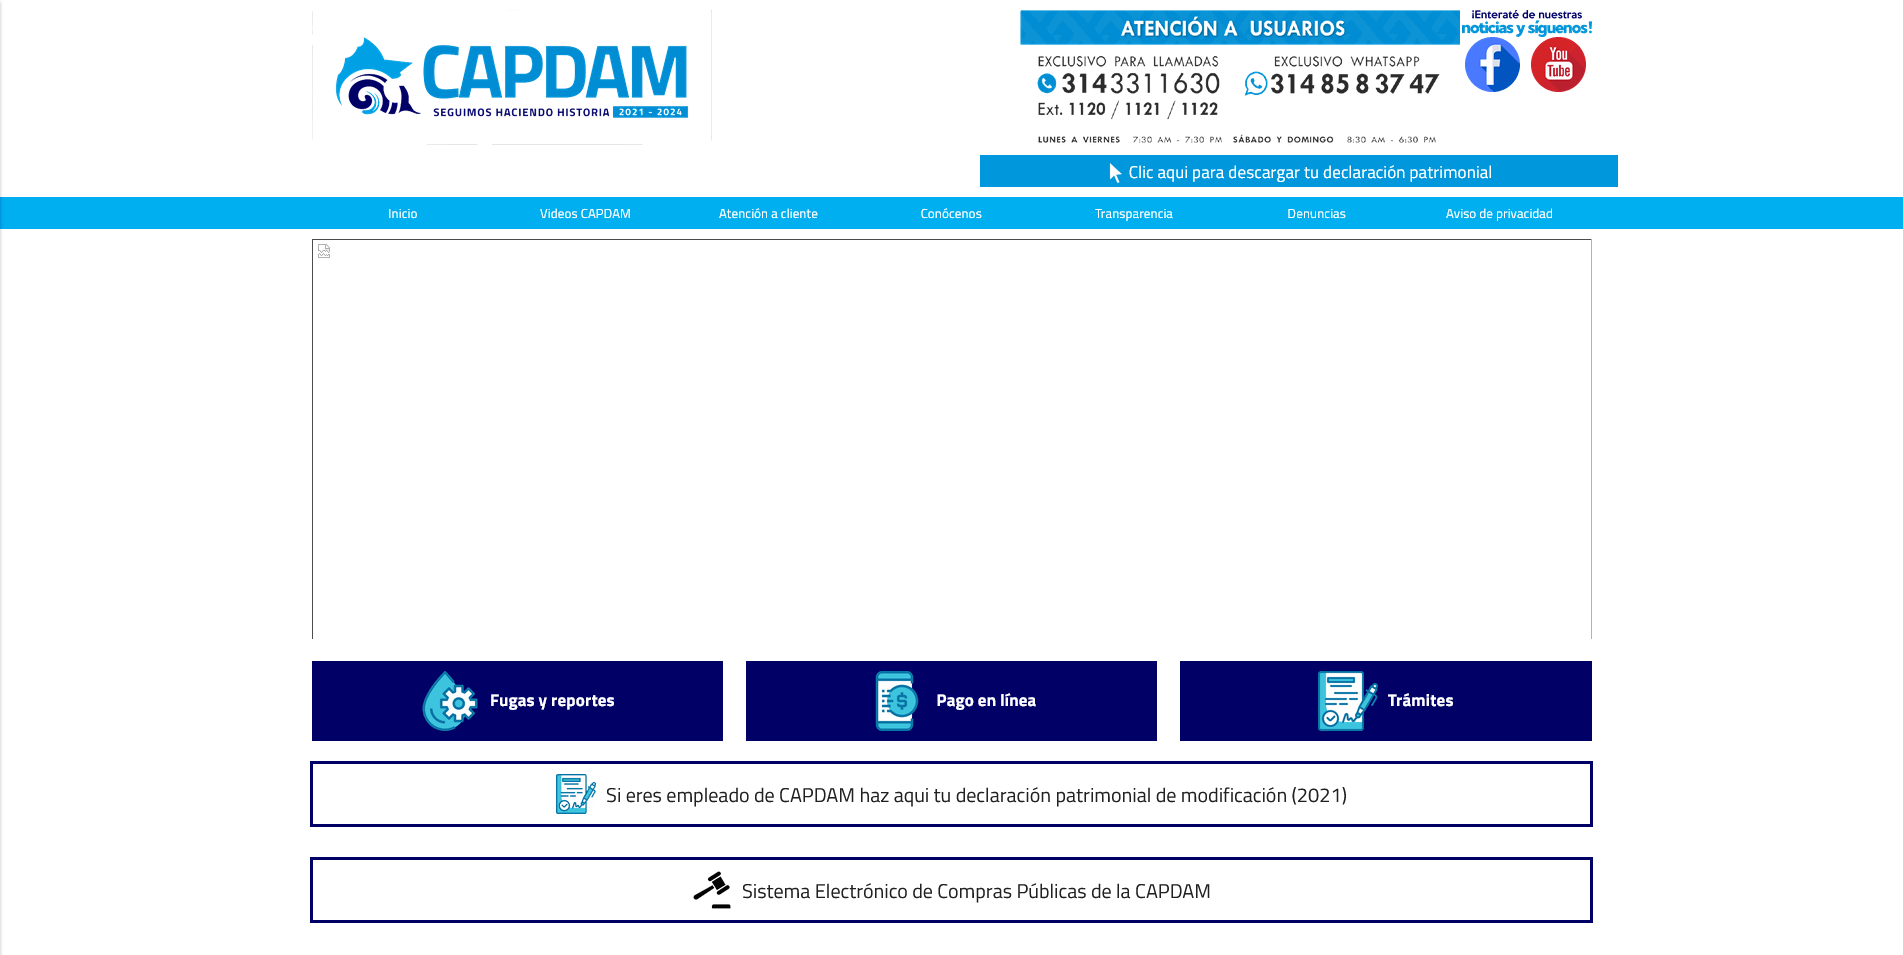 CAPDAM
SEGUIMOS HACIENDO HISTORIA 2021 - 2024
ATENCIÓN A USUARIOS
EXCLUSIVO PARA LLAMADAS
3143311630
Ext. 1120 / 1121 / 1122
EXCLUSIVO WHATSAPP
314 85 8 37 47
LUNES A VIERNES 7:30 AM - 7:30 PM SÁBADO Y DOMINGO 8:30 AM - 6:30 PM
¡Enteraté de nuestras
noticias y síguenos!
You
Tube
Clic aqui para descargar tu declaración patrimonial
Inicio
Videos CAPDAM
Atención a cliente
Conócenos
Transparencia
Denuncias
Aviso de privacidad
Fugas y reportes
Pago en línea
Trámites
Si eres empleado de CAPDAM haz aqui tu declaración patrimonial de modificación (2021)
Sistema Electrónico de Compras Públicas de la CAPDAM